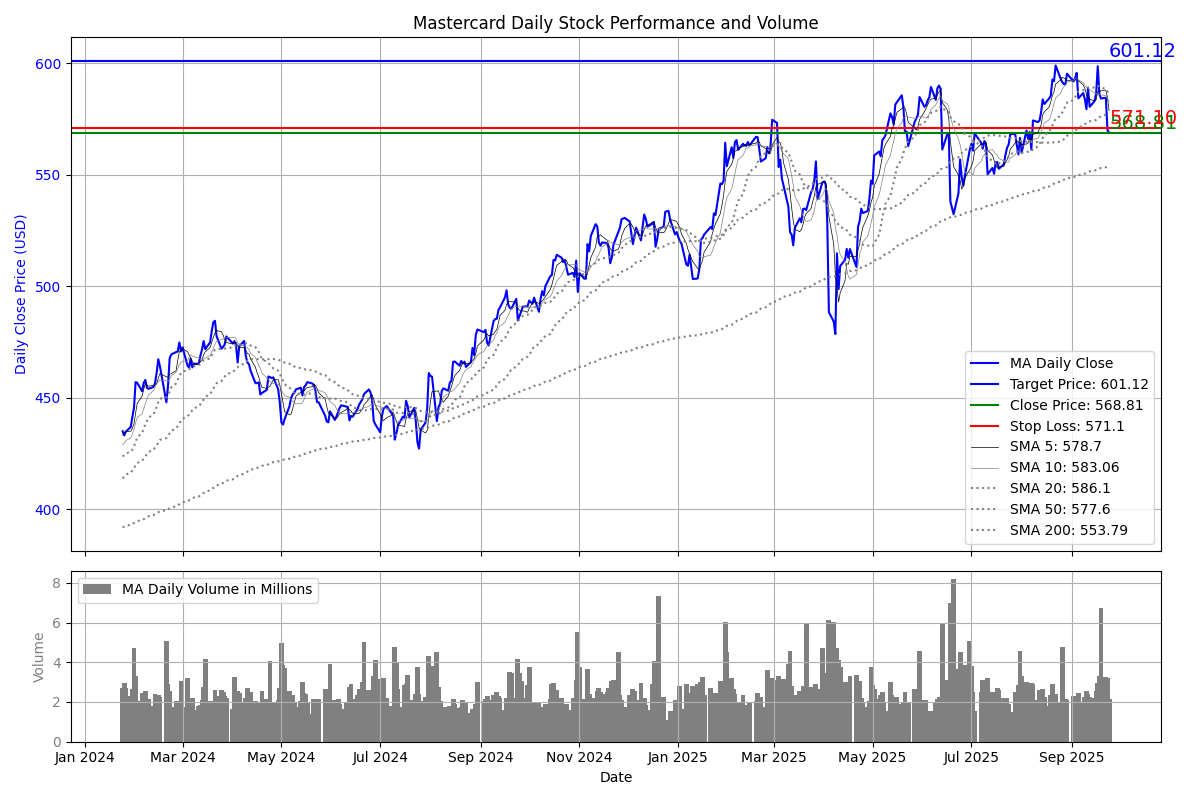 Mastercard Daily Stock Performance and Volume
601.12
571.10
568.81
600
550
500
450
400
Daily Close Price (USD)
MA Daily Close
Target Price: 601.12
Close Price: 568.81
Stop Loss: 571.1
SMA 5: 578.7
SMA 10: 583.06
SMA 20: 586.1
SMA 50: 577.6
SMA 200: 553.79
MA Daily Volume in Millions
8
6
4
2
0
Volume
Jan 2024 Mar 2024 May 2024 Jul 2024 Sep 2024 Nov 2024 Jan 2025 Mar 2025 May 2025 Jul 2025 Sep 2025
Date